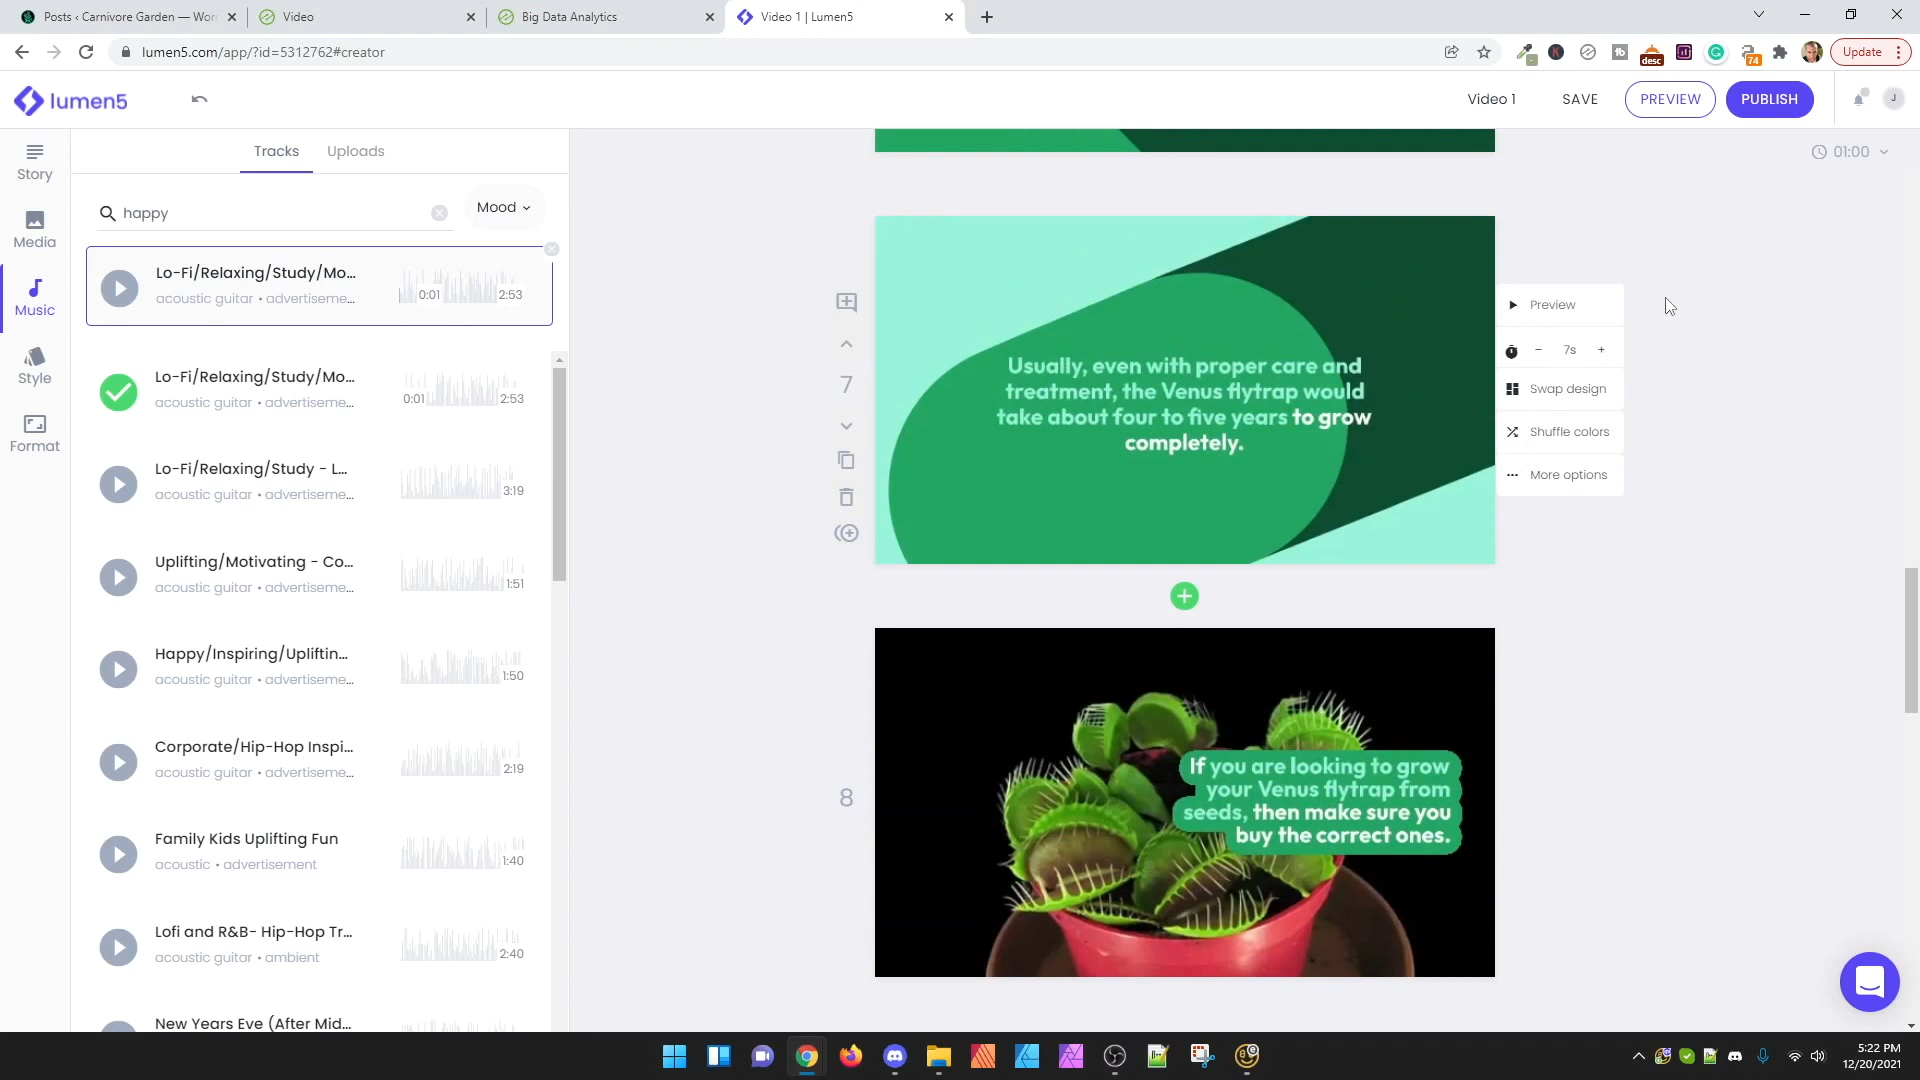 Posts ‹ Carnivore Garden — Wor
Video
Big Data Analytics
Video 1 | Lumen5
lumen5.com/app/?id=5312762#creator
desc
74
Update
lumen5
Video 1
SAVE
PREVIEW
PUBLISH
J
Story
Media
Music
Style
Format
Tracks
Uploads
happy
Mood
Lo-Fi/Relaxing/Study/Mo...
acoustic guitar • advertiseme...
0:01
2:53
Lo-Fi/Relaxing/Study/Mo...
acoustic guitar • advertiseme...
0:01
2:53
Lo-Fi/Relaxing/Study - L...
acoustic guitar • advertiseme...
3:19
Uplifting/Motivating - Co...
acoustic guitar • advertiseme...
1:51
Happy/Inspiring/Upliftin...
acoustic guitar • advertiseme...
1:50
Corporate/Hip-Hop Inspi...
acoustic guitar • advertiseme...
2:19
Family Kids Uplifting Fun
acoustic • advertisement
1:40
Lofi and R&B- Hip-Hop Tr...
acoustic guitar • ambient
2:40
New Years Eve (After Mid...
01:00
7
Usually, even with proper care and
treatment, the Venus flytrap would
take about four to five years to grow
completely.
Preview
− 7s +
Swap design
Shuffle colors
More options
8
If you are looking to grow
your Venus flytrap from
seeds, then make sure you
buy the correct ones.
5:22 PM
12/20/2021